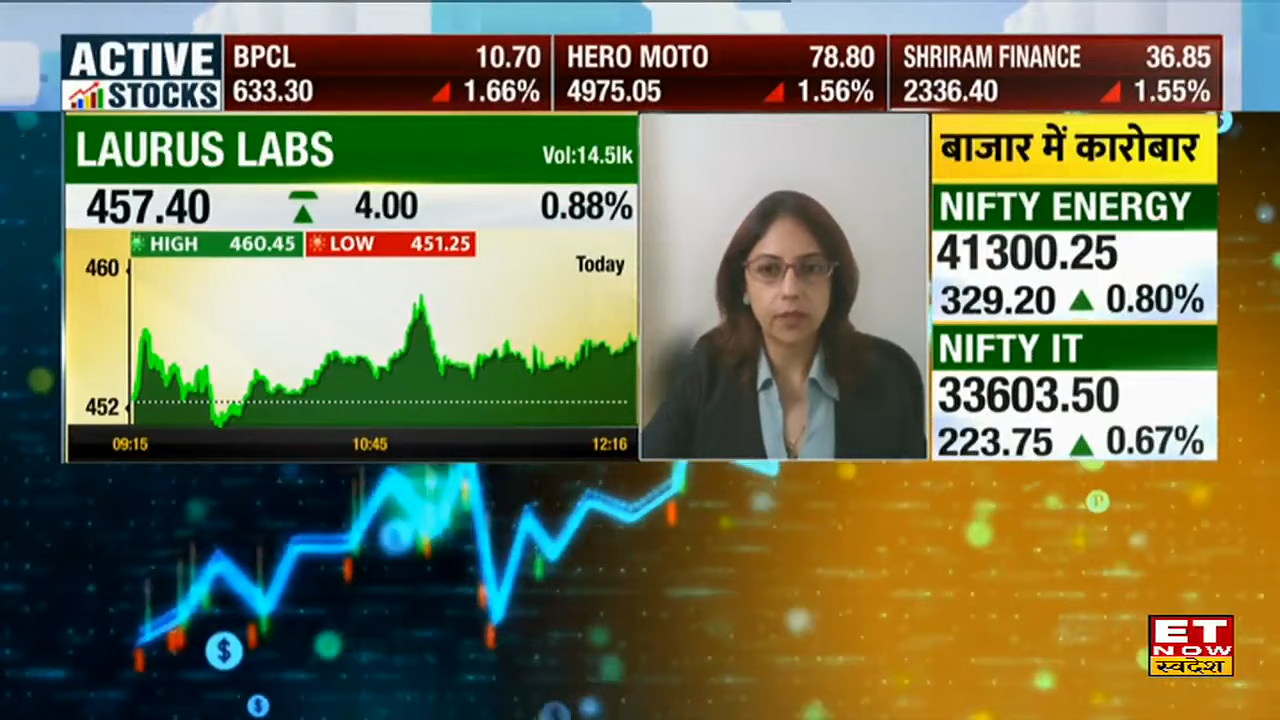 ACTIVE
STOCKS
BPCL 10.70
633.30 1.66%
HERO MOTO 78.80
4975.05 1.56%
SHRIRAM FINANCE 36.85
2336.40 1.55%
LAURUS LABS Vol:14.5lk
457.40 4.00 0.88%
HIGH 460.45 LOW 451.25
Today
460
452
09:15 10:45 12:16
बाजार में कारोबार
NIFTY ENERGY
41300.25
329.20 0.80%
NIFTY IT
33603.50
223.75 0.67%
$
$
P
ET
NOW
स्वदेश